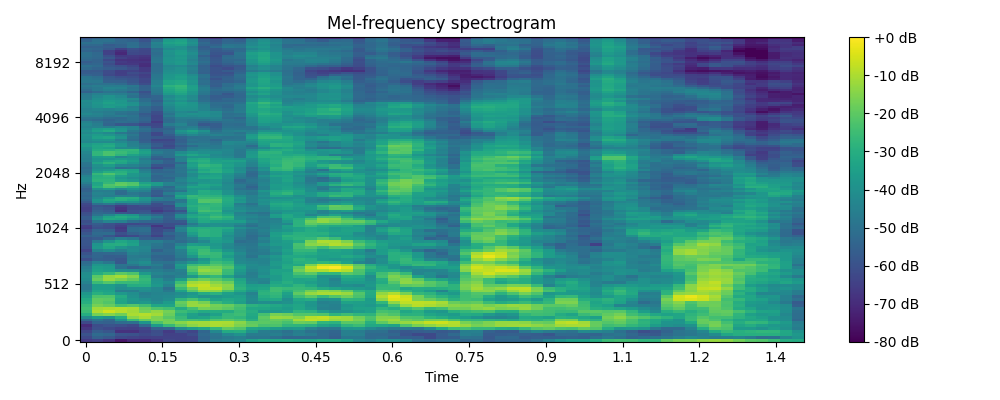 Mel-frequency spectrogram
Hz
8192
4096
2048
1024
512
0
0 0.15 0.3 0.45 0.6 0.75 0.9 1.1 1.2 1.4
Time
+0 dB
-10 dB
-20 dB
-30 dB
-40 dB
-50 dB
-60 dB
-70 dB
-80 dB